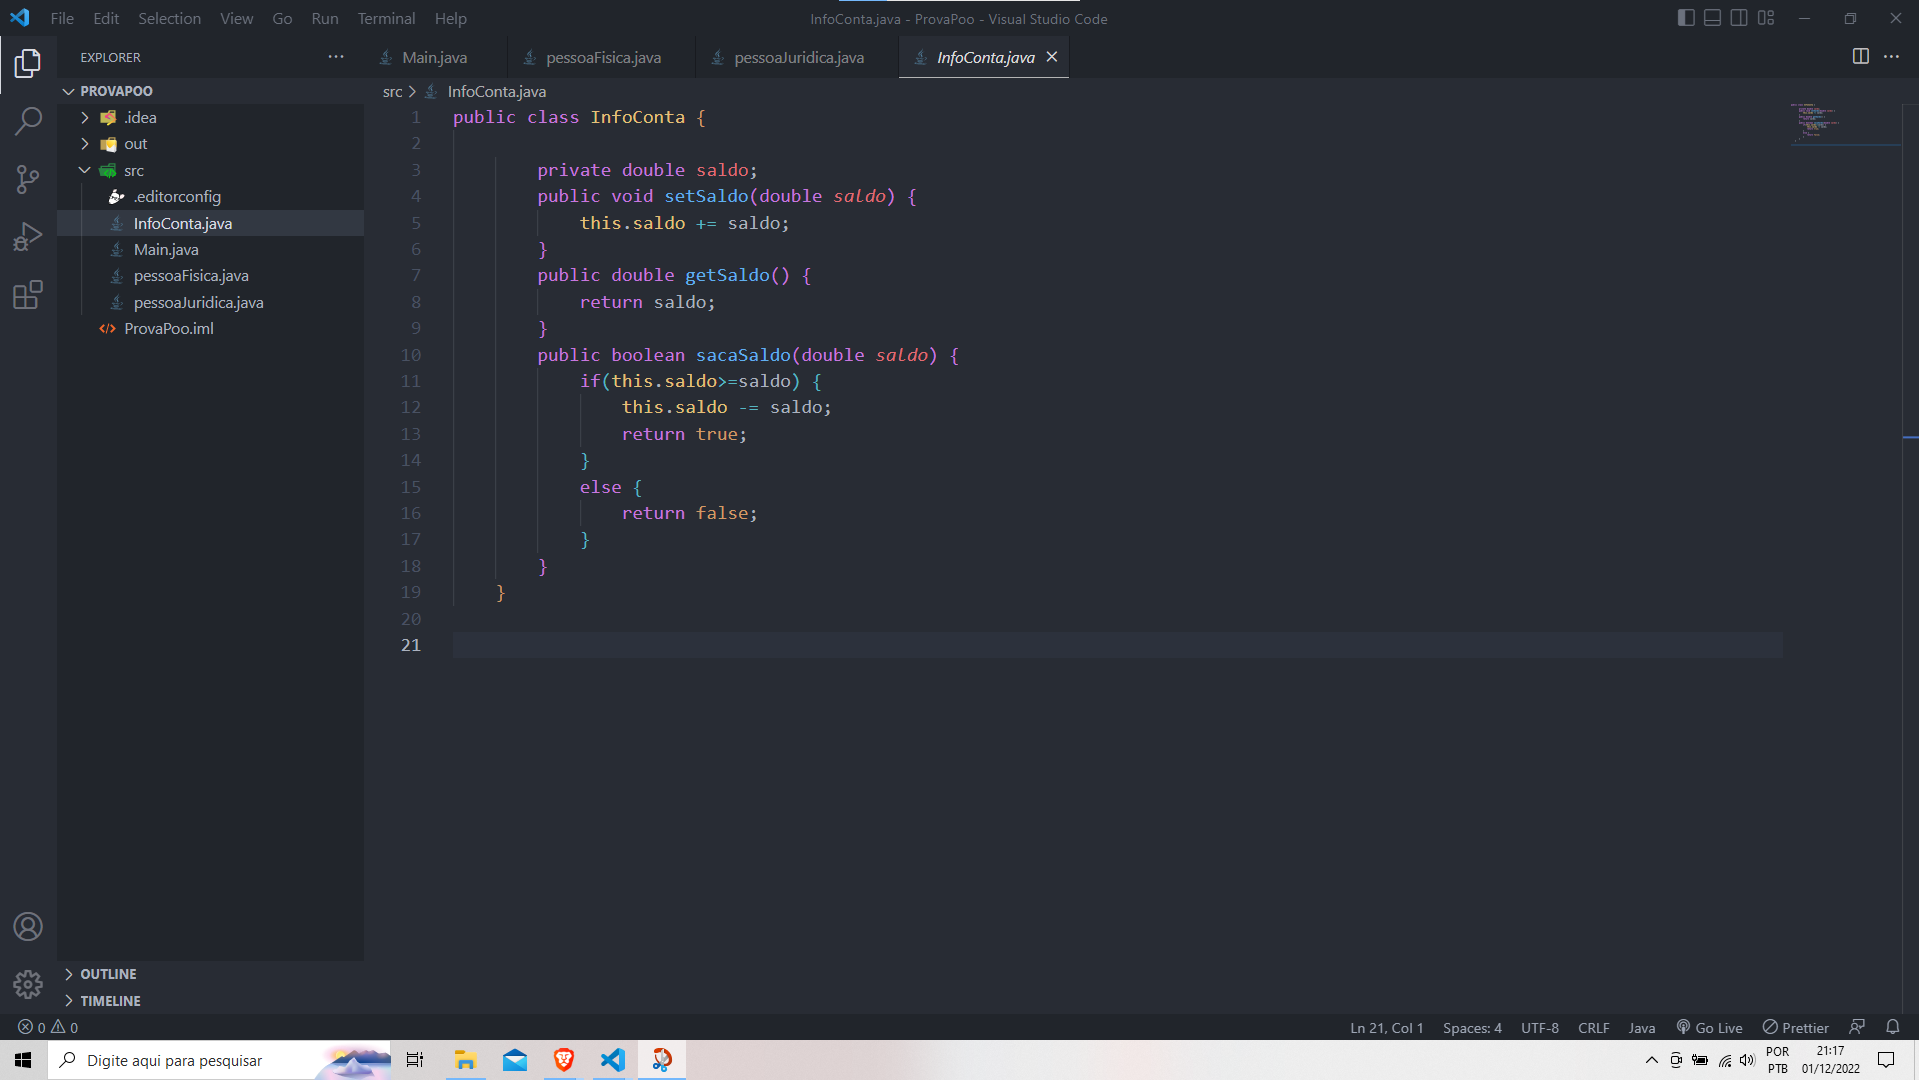 File Edit Selection View Go Run Terminal Help
InfoConta.java - ProvaPoo - Visual Studio Code
EXPLORER
Main.java pessoaFisica.java pessoaJuridica.java InfoConta.java
PROVAPOO
.idea
out
src
.editorconfig
InfoConta.java
Main.java
pessoaFisica.java
pessoaJuridica.java
ProvaPoo.iml
OUTLINE
TIMELINE
src > InfoConta.java
1 public class InfoConta {
2
3 private double saldo;
4 public void setSaldo(double saldo) {
5 this.saldo += saldo;
6 }
7 public double getSaldo() {
8 return saldo;
9 }
10 public boolean sacaSaldo(double saldo) {
11 if(this.saldo>=saldo) {
12 this.saldo -= saldo;
13 return true;
14 }
15 else {
16 return false;
17 }
18 }
19 }
20
21
0 0
Ln 21, Col 1 Spaces: 4 UTF-8 CRLF Java Go Live Prettier
Digite aqui para pesquisar
POR
PTB
21:17
01/12/2022